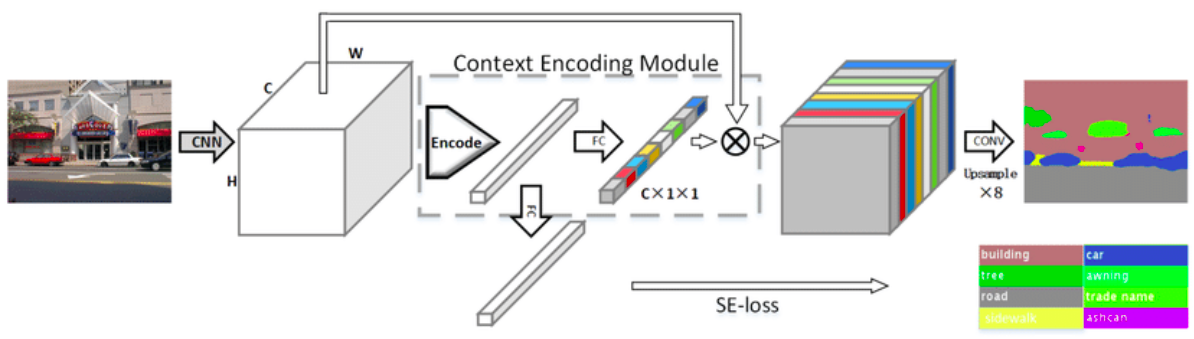 W
Context Encoding Module
C
CNN
Encode
FC
CONV
H
C×1×1
Upsample
×8
FC
building
car
tree
awning
road
trade name
sidewalk
ashcan
SE-loss